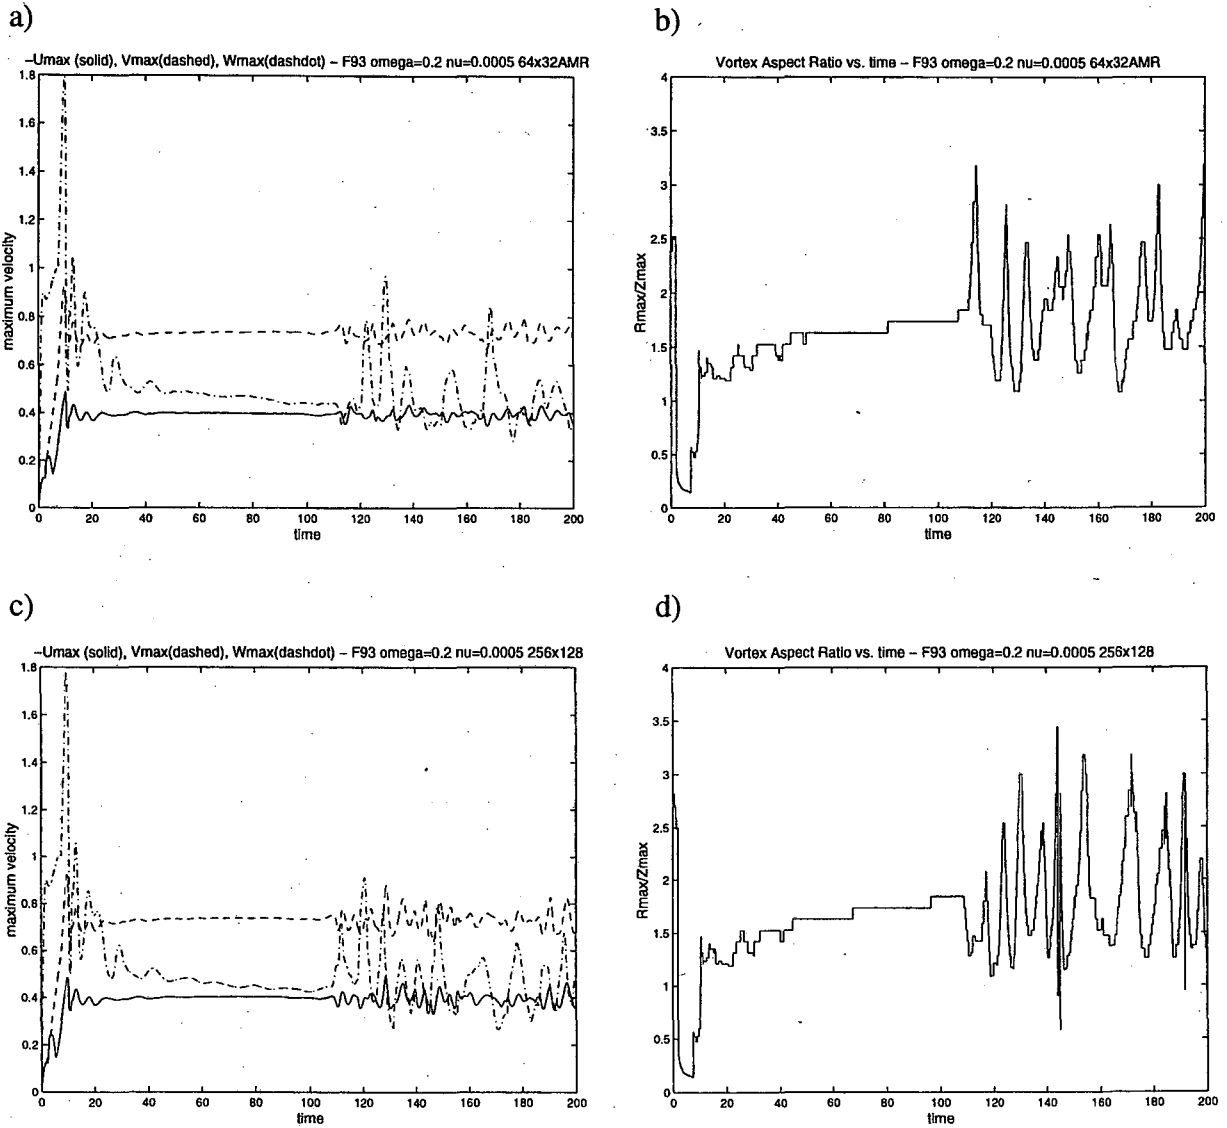 a)
-Umax (solid), Vmax(dashed), Wmax(dashdot) - F93 omega=0.2 nu=0.0005 64x32AMR
1.8
1.6
1.4
1.2
1
0.8
0.6
0.4
0.2
0
maximum velocity
0 20 40 60 80 100 120 140 160 180 200
time
b)
Vortex Aspect Ratio vs. time - F93 omega=0.2 nu=0.0005 64x32AMR
4
3.5
3
2.5
2
1.5
1
0.5
0
Rmax/Zmax
0 20 40 60 80 100 120 140 160 180 200
time
c)
-Umax (solid), Vmax(dashed), Wmax(dashdot) - F93 omega=0.2 nu=0.0005 256x128
1.8
1.6
1.4
1.2
1
0.8
0.6
0.4
0.2
0
maximum velocity
0 20 40 60 80 100 120 140 160 180 200
time
d)
Vortex Aspect Ratio vs. time - F93 omega=0.2 nu=0.0005 256x128
4
3.5
3
2.5
2
1.5
1
0.5
0
Rmax/Zmax
0 20 40 60 80 100 120 140 160 180 200
time